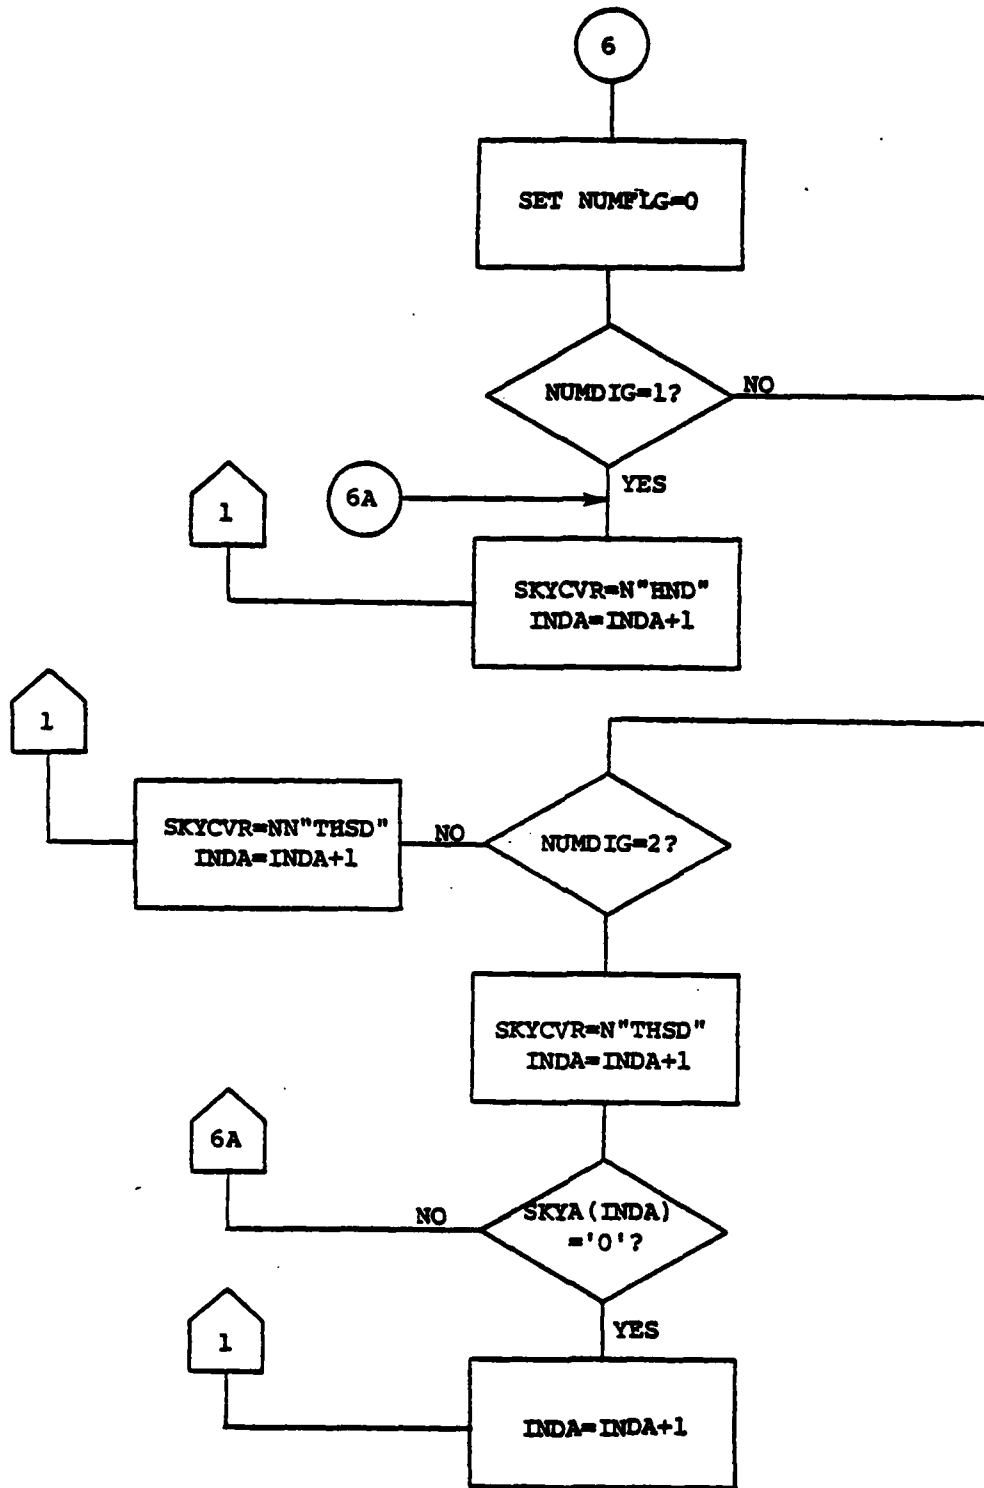 6
SET NUMFLG=0
NUMDIG=1?
NO
YES
1
6A
SKYCVR=N"HND"
INDA=INDA+1
1
SKYCVR=NN"THSD"
INDA=INDA+1
NO
NUMDIG=2?
SKYCVR=N"THSD"
INDA=INDA+1
6A
NO
SKYA(INDA)
='0'?
YES
1
INDA=INDA+1